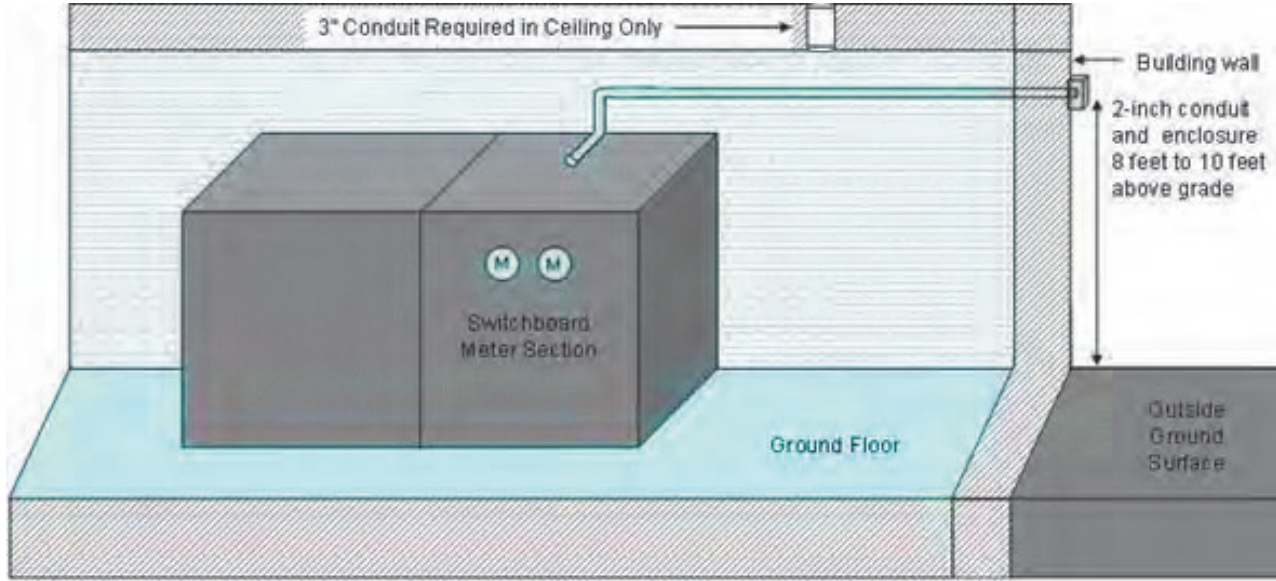 3" Conduit Required in Ceiling Only
Building wall
2-inch conduit
and enclosure
8 feet to 10 feet
above grade
M M
Switchboard
Meter Section
Ground Floor
Outside
Ground
Surface